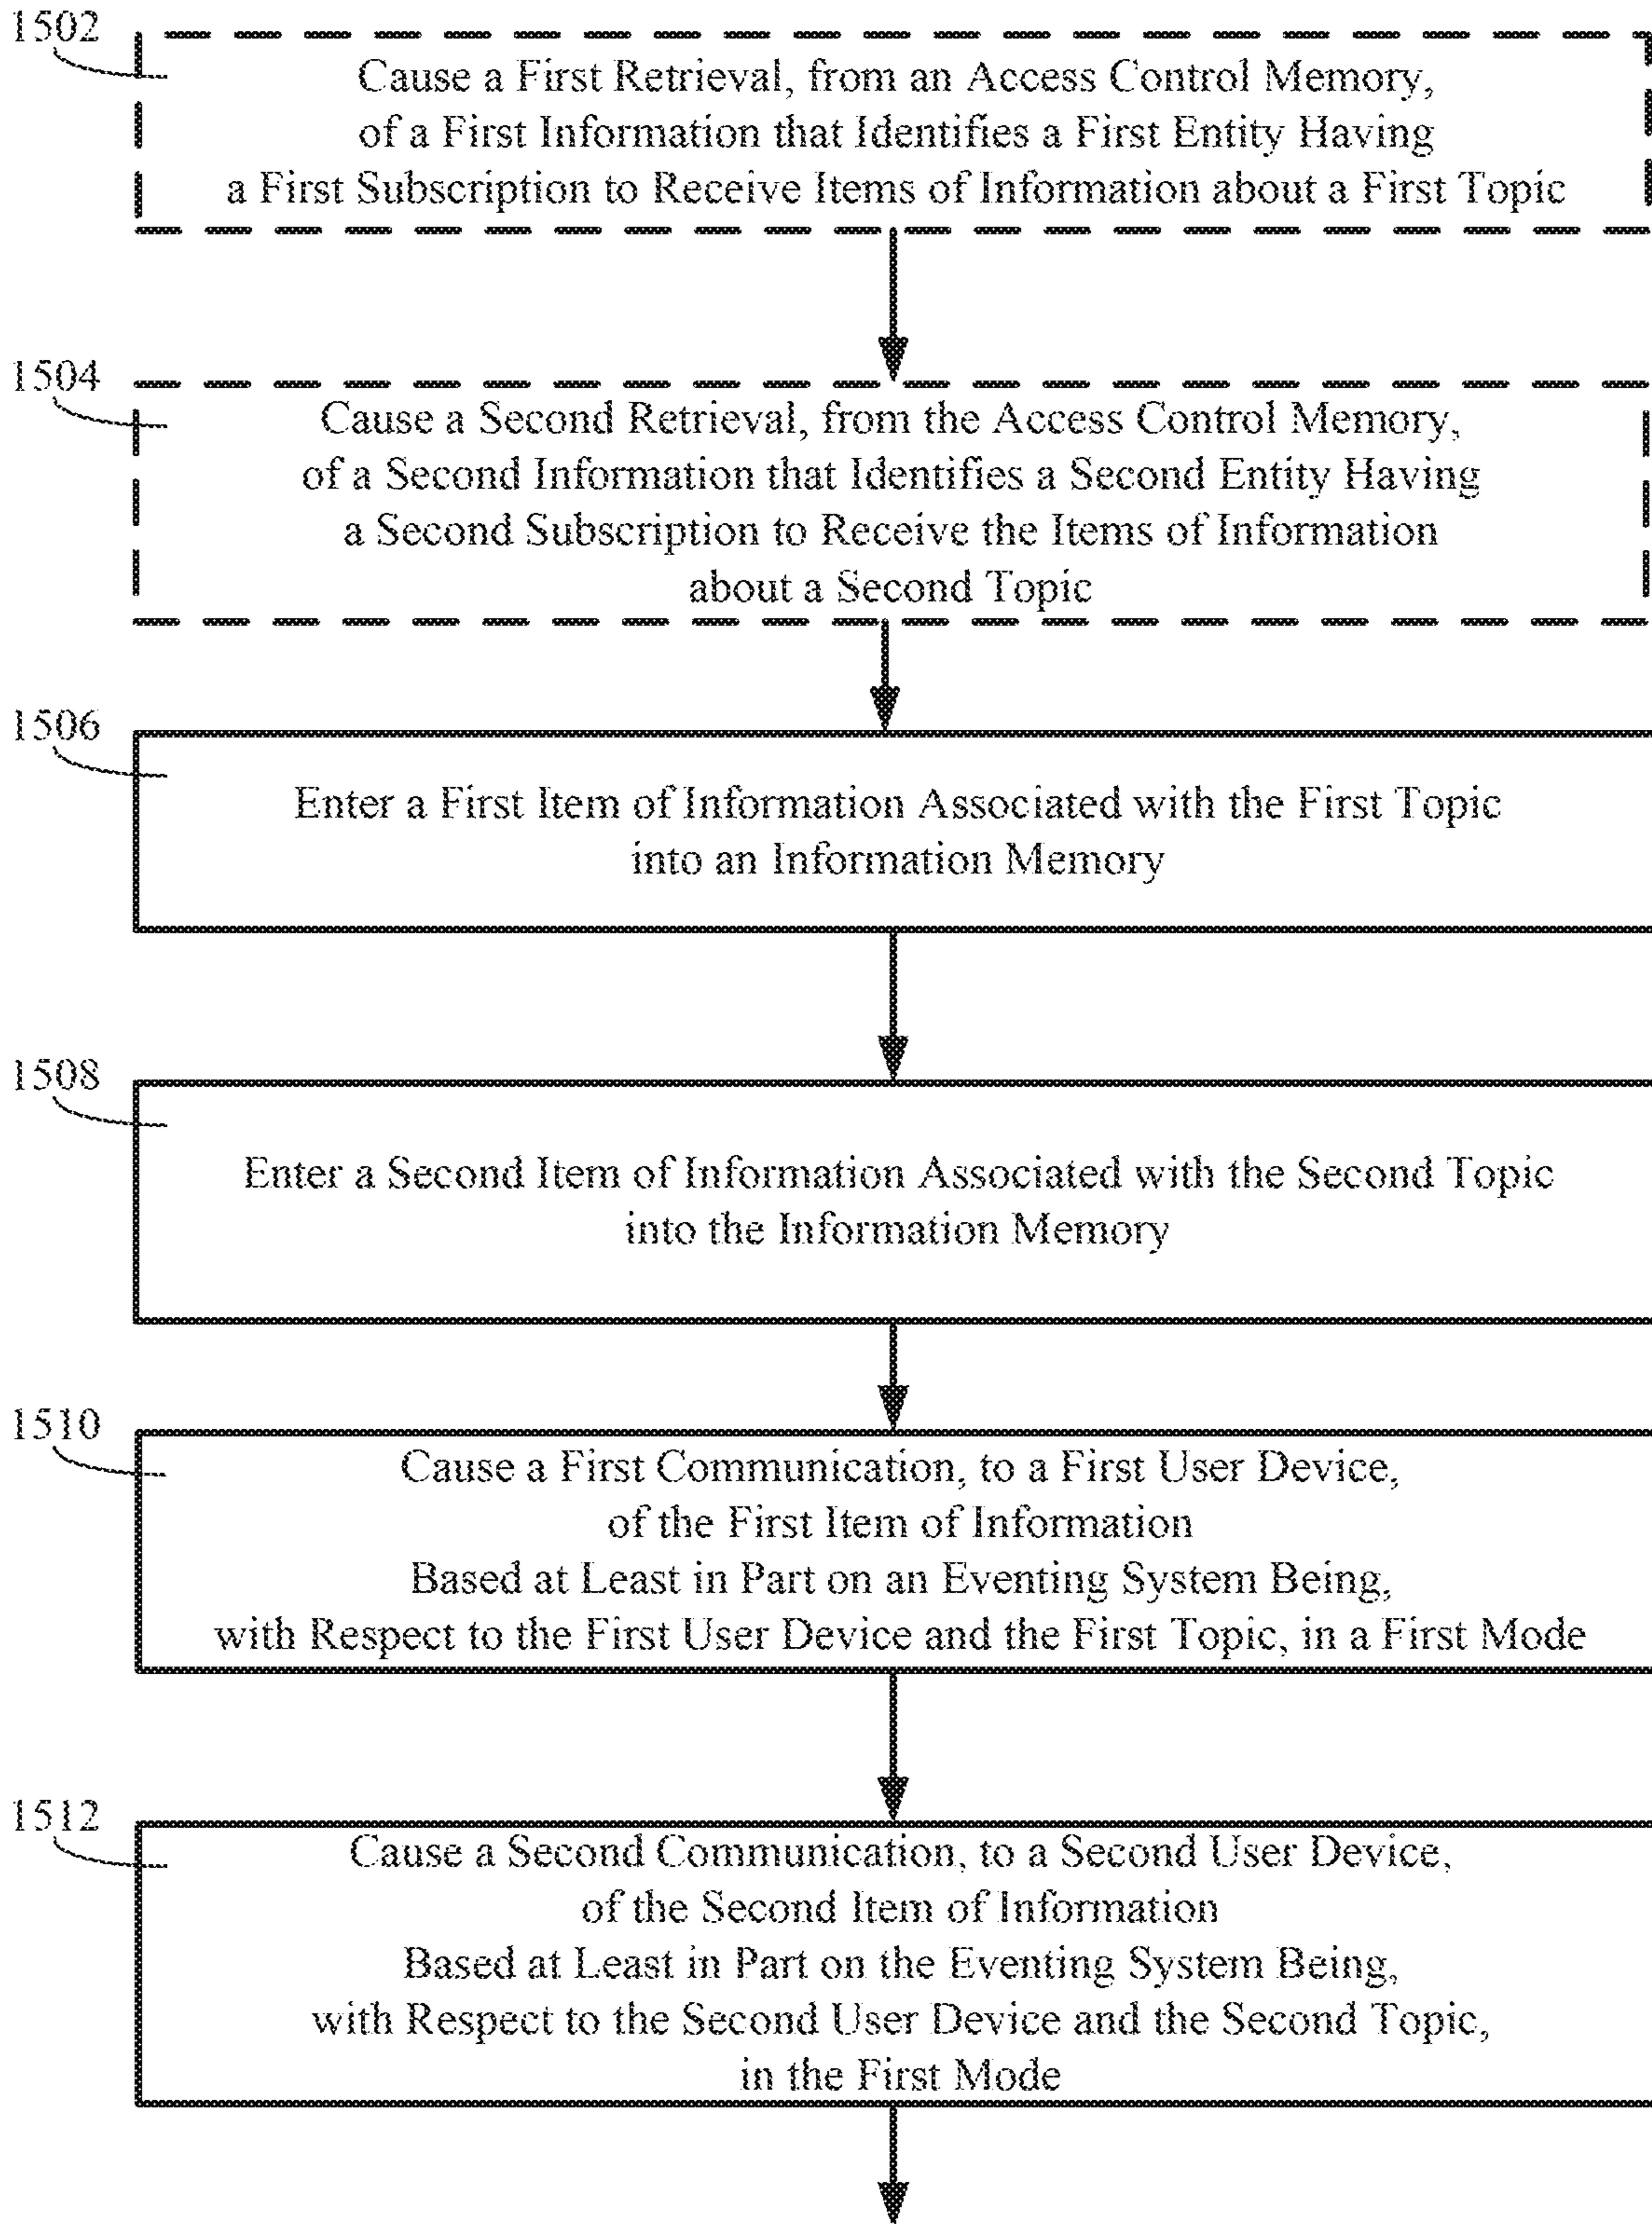 1502
Cause a First Retrieval, from an Access Control Memory,
of a First Information that Identifies a First Entity Having
a First Subscription to Receive Items of Information about a First Topic
1504
Cause a Second Retrieval, from the Access Control Memory,
of a Second Information that Identifies a Second Entity Having
a Second Subscription to Receive the Items of Information
about a Second Topic
1506
Enter a First Item of Information Associated with the First Topic
into an Information Memory
1508
Enter a Second Item of Information Associated with the Second Topic
into the Information Memory
1510
Cause a First Communication, to a First User Device,
of the First Item of Information
Based at Least in Part on an Eventing System Being,
with Respect to the First User Device and the First Topic, in a First Mode
1512
Cause a Second Communication, to a Second User Device,
of the Second Item of Information
Based at Least in Part on the Eventing System Being,
with Respect to the Second User Device and the Second Topic,
in the First Mode